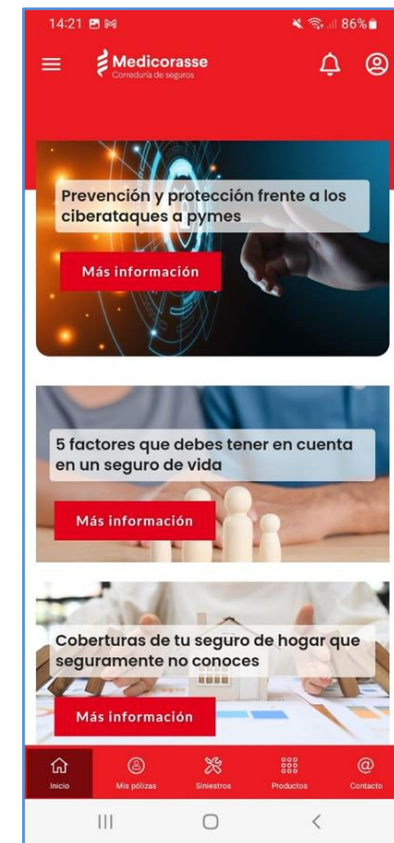 14:21
86%
Medicorasse
Correduría de seguros
Prevención y protección frente a los
ciberataques a pymes
Más información
5 factores que debes tener en cuenta
en un seguro de vida
Más información
Coberturas de tu seguro de hogar que
seguramente no conoces
Más información
Inicio
Mis pólizas
Siniestros
Productos
Contacto